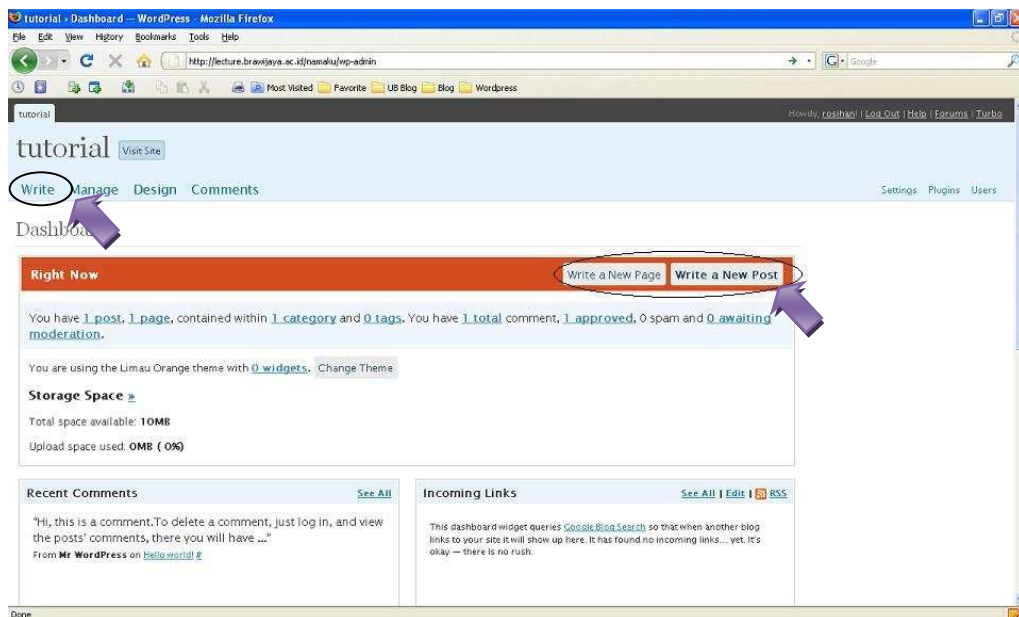 tutorial › Dashboard — WordPress - Mozilla Firefox
File Edit View History Bookmarks Tools Help
http://lecture.brawijaya.ac.id/namaku/wp-admin
Google
Most Visited Favorite UB Blog Blog Wordpress
tutorial
Howdy, rosihan! | Log Out | Help | Forums | Turbo
tutorial Visit Site
Write Manage Design Comments
Settings Plugins Users
Dashboa
Right Now
Write a New Page Write a New Post
You have 1 post, 1 page, contained within 1 category and 0 tags. You have 1 total comment, 1 approved, 0 spam and 0 awaiting
moderation.
You are using the Limau Orange theme with 0 widgets. Change Theme
Storage Space »
Total space available: 10MB
Upload space used: 0MB ( 0%)
Recent Comments See All
"Hi, this is a comment.To delete a comment, just log in, and view
the posts' comments, there you will have ..."
From Mr WordPress on Hello world! #
Incoming Links See All | Edit | RSS
This dashboard widget queries Google Blog Search so that when another blog
links to your site it will show up here. It has found no incoming links... yet. It's
okay — there is no rush.
Done